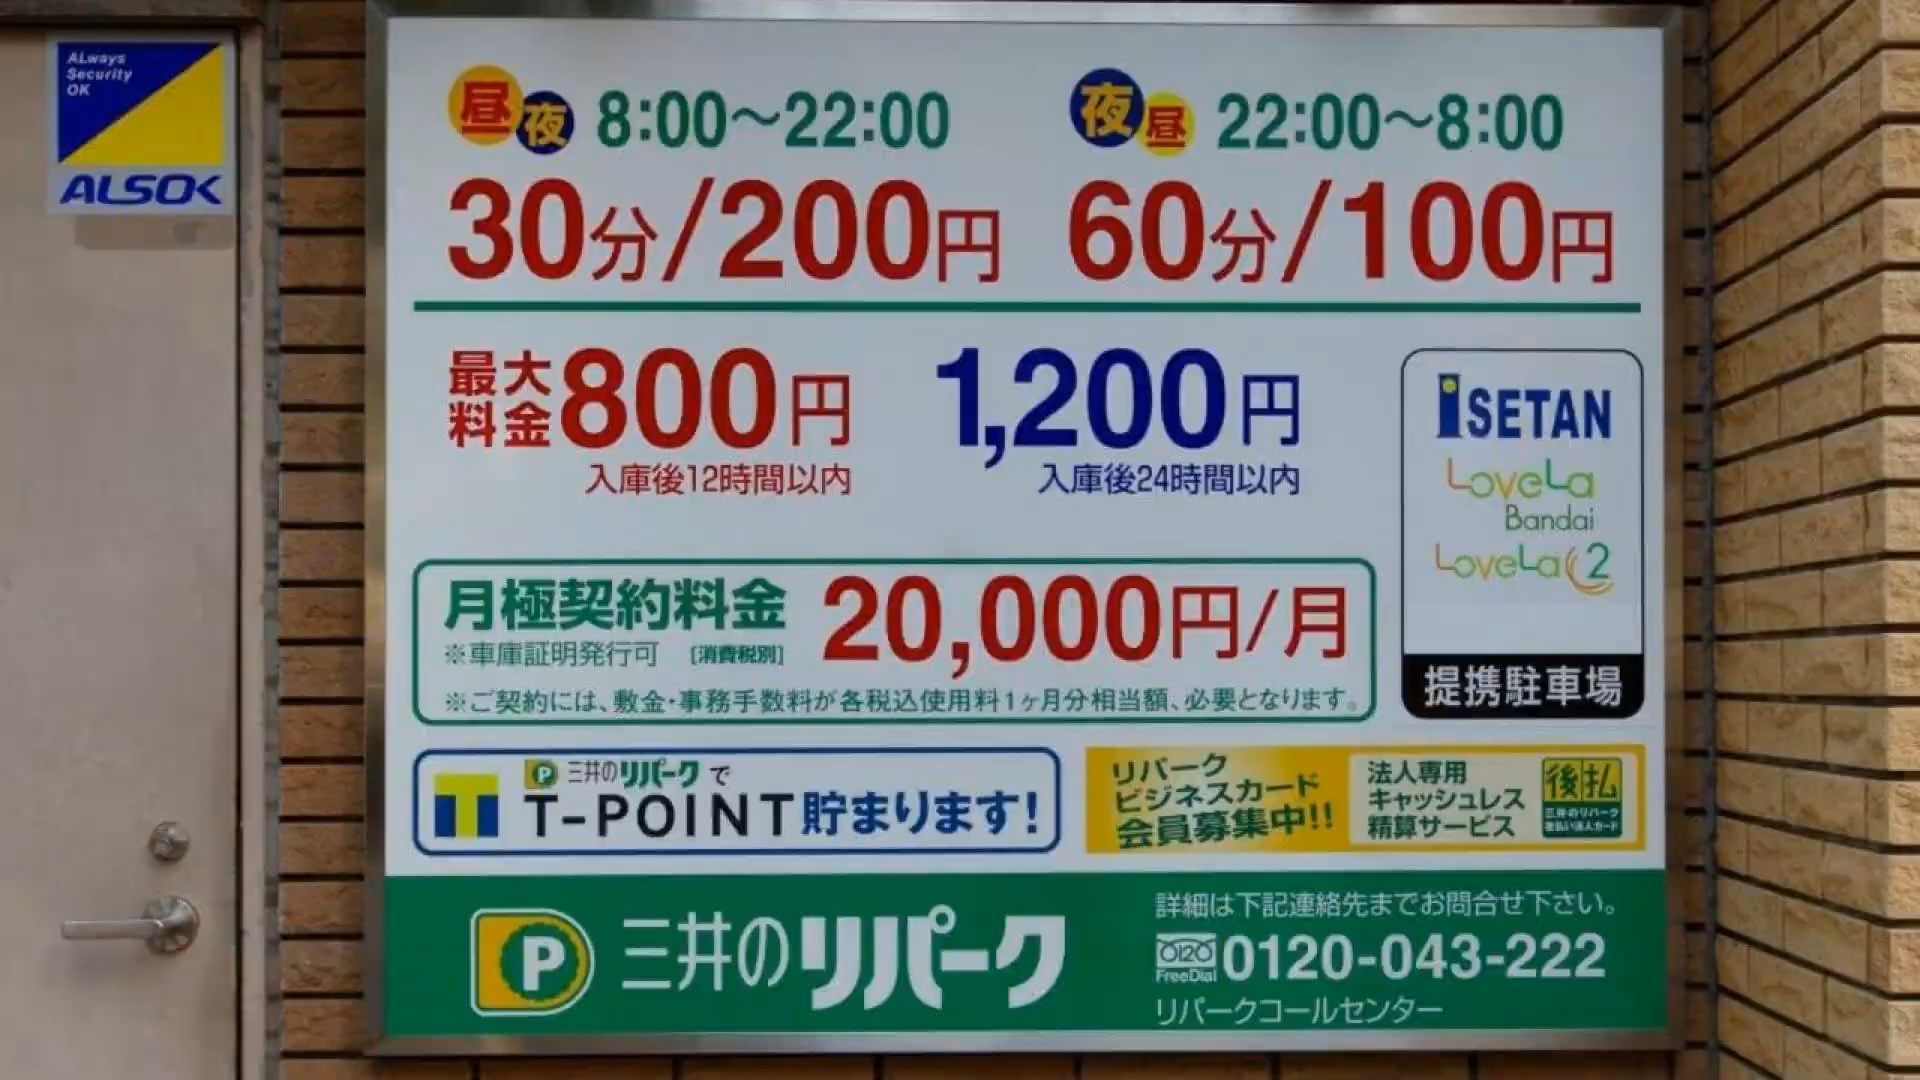 ALways
Security
OK
ALSOK
昼夜 8:00～22:00
30分/200円
夜昼 22:00～8:00
60分/100円
最大料金 800円
入庫後12時間以内
1,200円
入庫後24時間以内
iSETAN
LoveLa
Bandai
LoveLa2
提携駐車場
月極契約料金 20,000円/月
※車庫証明発行可 [消費税別]
※ご契約には、敷金・事務手数料が各税込使用料1ヶ月分相当額、必要となります。
P 三井のリパークで
T-POINT貯まります!
リパーク
ビジネスカード
会員募集中!!
法人専用
キャッシュレス
精算サービス
後払
三井のリパーク
後払い法人カード
P 三井のリパーク
詳細は下記連絡先までお問合せ下さい。
0120
FreeDial
0120-043-222
リパークコールセンター